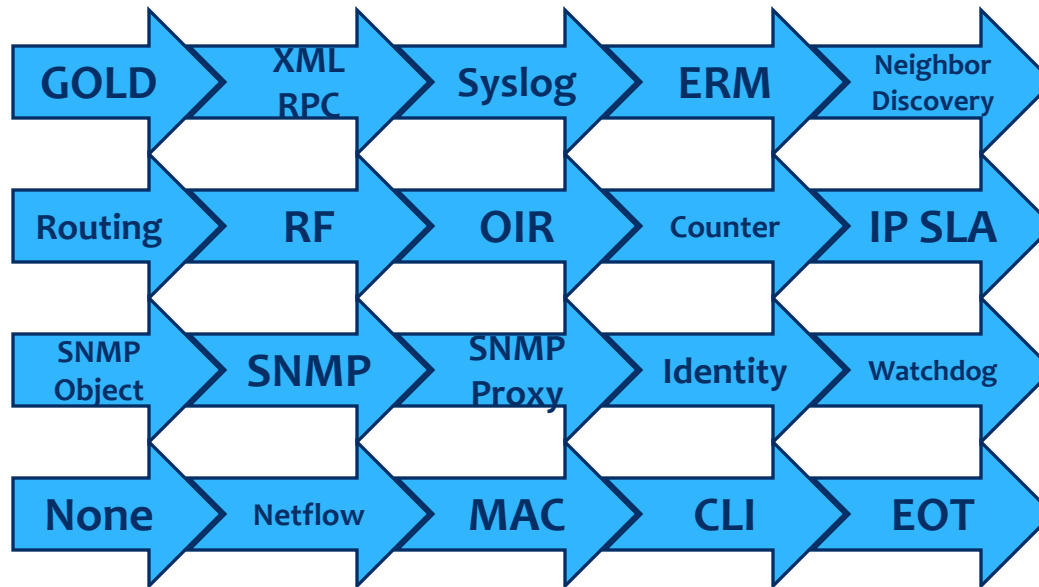 GOLD
XML
RPC
Syslog
ERM
Neighbor
Discovery
Routing
RF
OIR
Counter
IP SLA
SNMP
Object
SNMP
SNMP
Proxy
Identity
Watchdog
None
Netflow
MAC
CLI
EOT